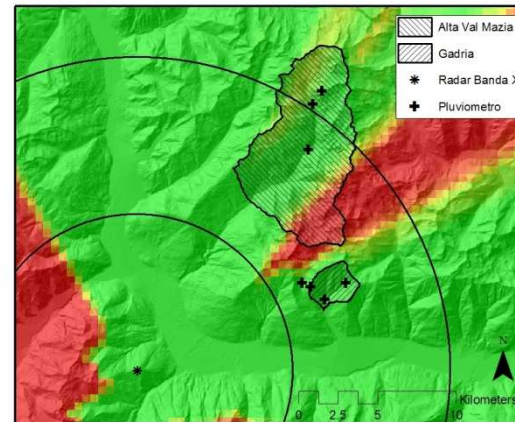 Alta Val Mazia
Gadria
Radar Banda X
Pluviometro
N
Kilometers
0 2,5 5 10